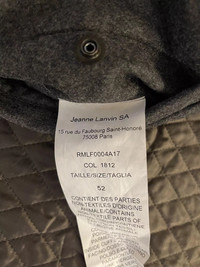 Jeanne Lanvin SA
15 rue du Faubourg Saint-Honoré
75008 Paris
RMLF0004A17
COL. 1812
TAILLE/SIZE/TAGLIA
52
CONTIENT DES PARTIES
NON-TEXTILES D'ORIGINE
ANIMALE/CONTAINS